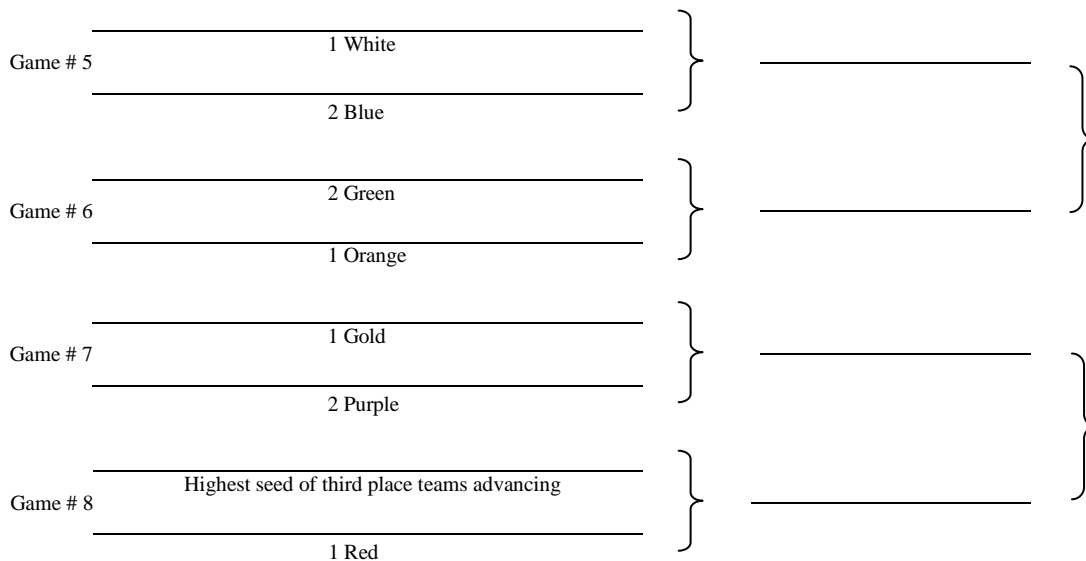 1 White
Game # 5
2 Blue
2 Green
Game # 6
1 Orange
1 Gold
Game # 7
2 Purple
Highest seed of third place teams advancing
Game # 8
1 Red